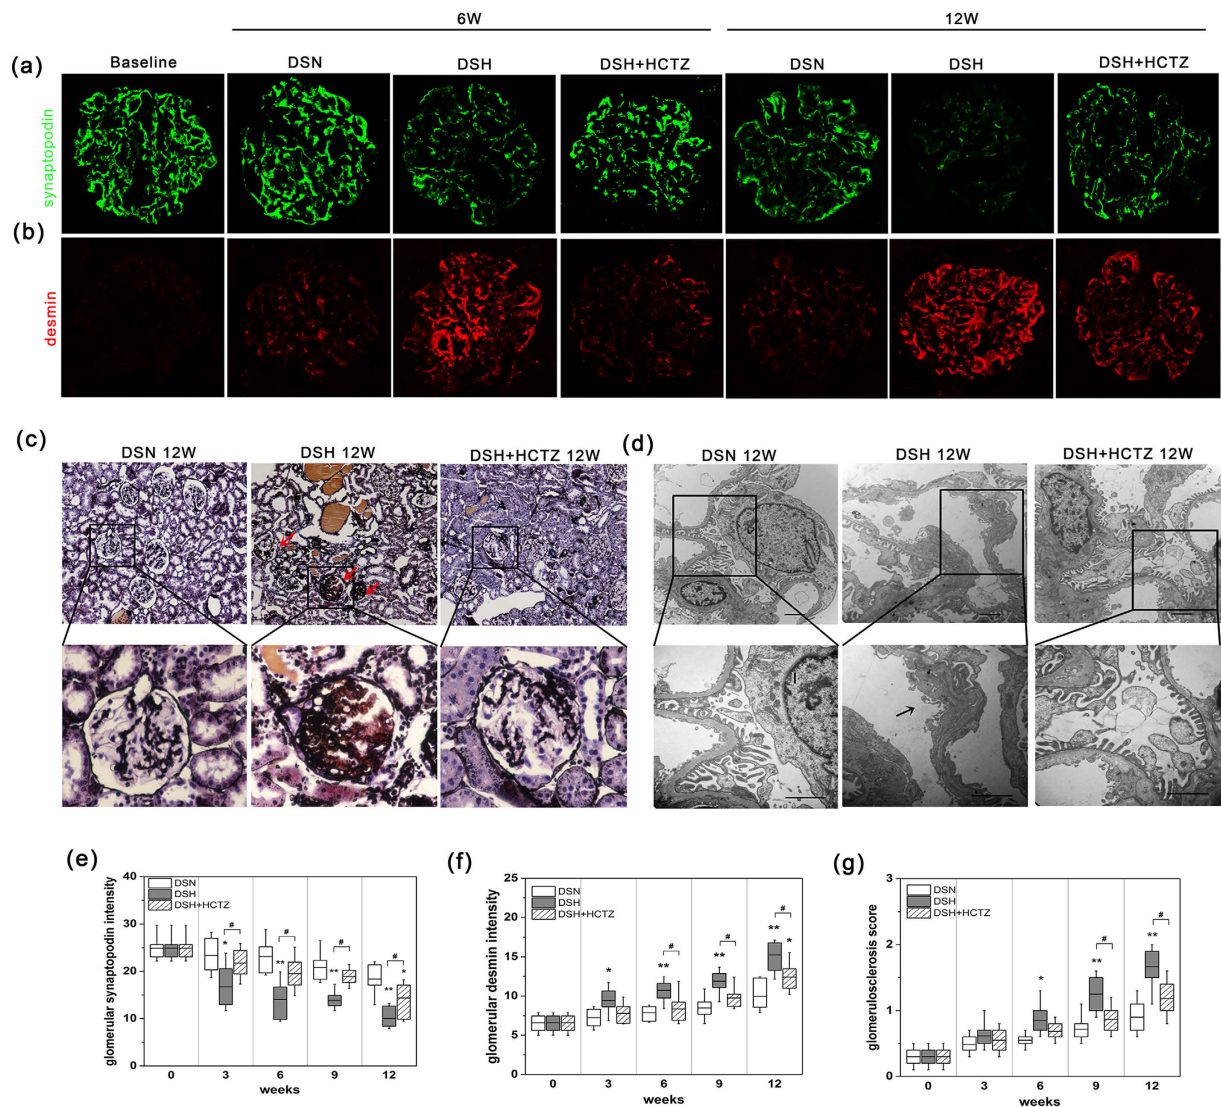 6W 12W
(a) Baseline DSN DSH DSH+HCTZ DSN DSH DSH+HCTZ
synaptopodin
(b)
desmin
(c) (d)
DSN 12W DSH 12W DSH+HCTZ 12W DSN 12W DSH 12W DSH+HCTZ 12W
(e) (f) (g)
glomerular synaptopodin intensity
40
30
20
10
0
DSN
DSH
DSH+HCTZ
* # ** # ** # ** # *
0 3 6 9 12
weeks
glomerular desmin intensity
25
20
15
10
5
0
DSN
DSH
DSH+HCTZ
* ** # ** # ** # *
0 3 6 9 12
weeks
glomerulosclerosis score
3
2
1
0
DSN
DSH
DSH+HCTZ
* ** # ** #
0 3 6 9 12
weeks